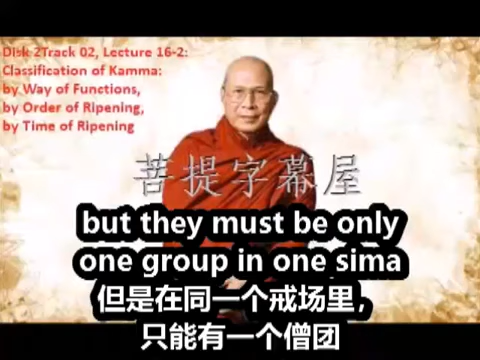 Disk 2Track 02, Lecture 16-2:
Classification of Kamma:
by Way of Functions,
by Order of Ripening,
by Time of Ripening
菩提字幕屋
but they must be only
one group in one sima
但是在同一个戒场里，
只能有一个僧团